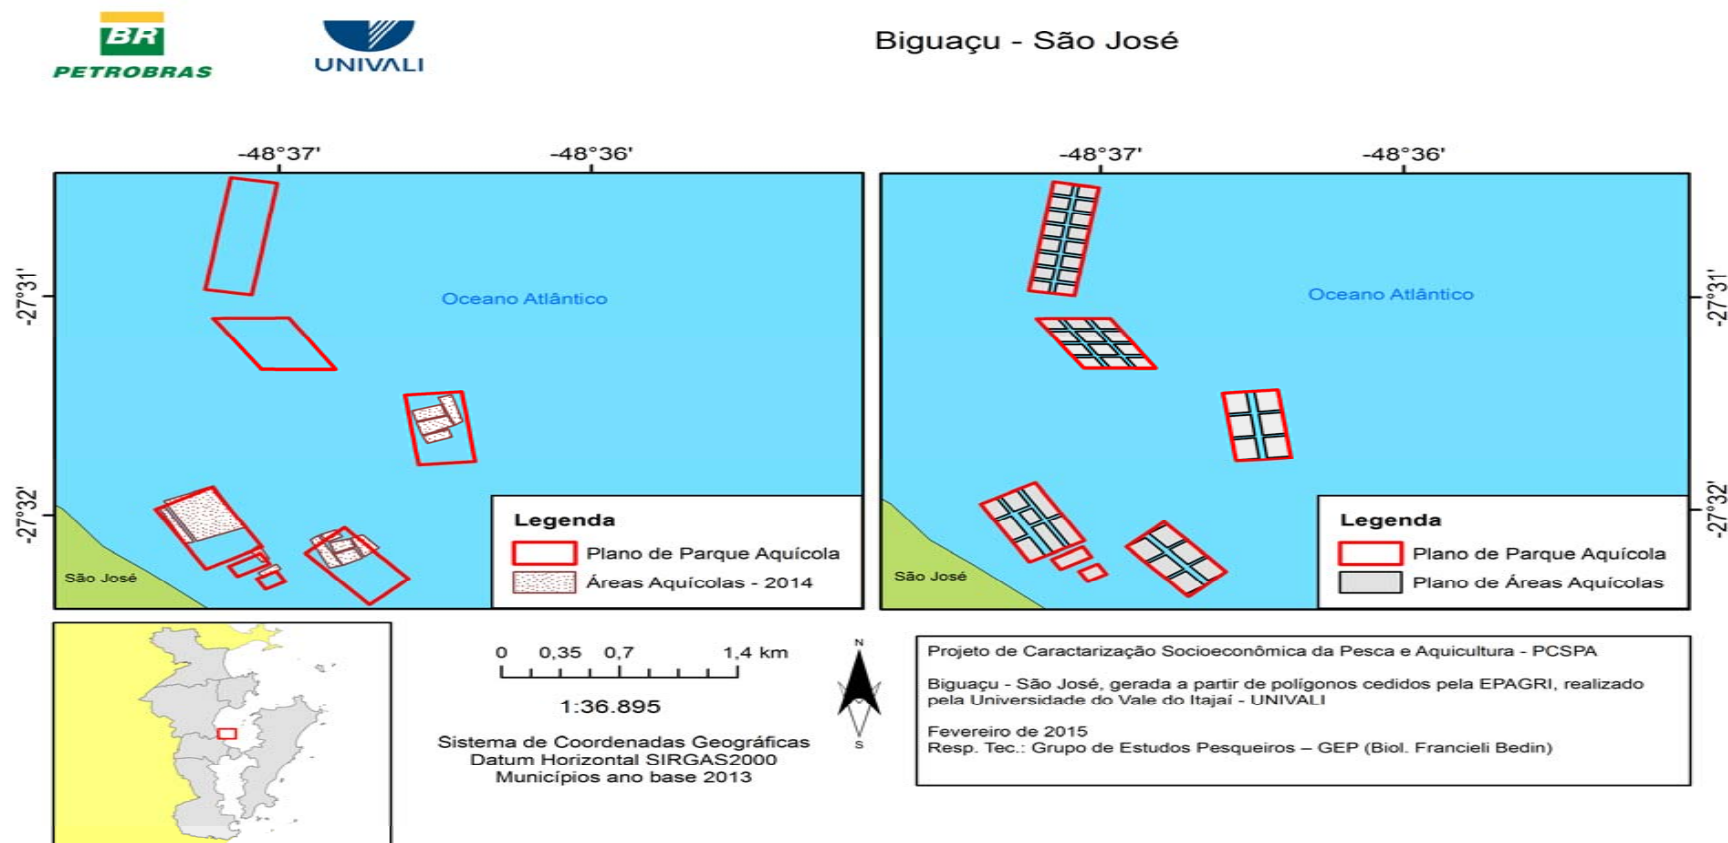 BR
PETROBRAS
UNIVALI
Biguaçu - São José
-48°37'
-48°36'
-48°37'
-48°36'
-27°31'
-27°32'
Oceano Atlântico
São José
Legenda
Plano de Parque Aquícola
Áreas Aquícolas - 2014
Oceano Atlântico
São José
Legenda
Plano de Parque Aquícola
Plano de Áreas Aquícolas
-27°31'
-27°32'
0 0,35 0,7 1,4 km
1:36.895
Sistema de Coordenadas Geográficas
Datum Horizontal SIRGAS2000
Municípios ano base 2013
N
S
Projeto de Caractarização Socioeconômica da Pesca e Aquicultura - PCSPA
Biguaçu - São José, gerada a partir de polígonos cedidos pela EPAGRI, realizado
pela Universidade do Vale do Itajaí - UNIVALI
Fevereiro de 2015
Resp. Tec.: Grupo de Estudos Pesqueiros – GEP (Biol. Francieli Bedin)